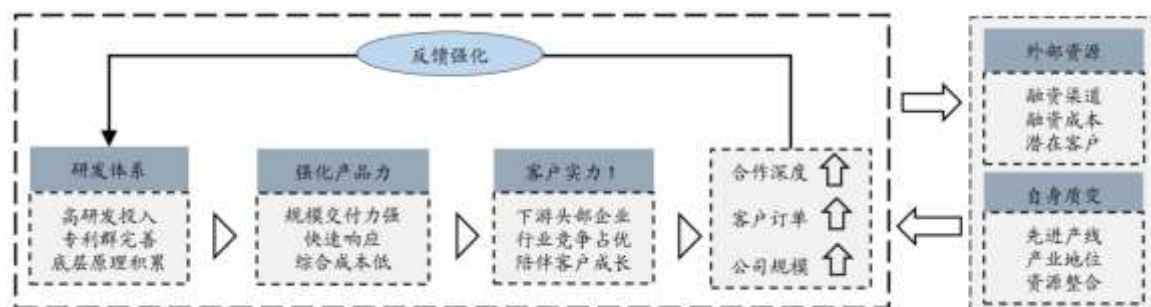 反馈强化
研发体系
高研发投入
专利群完善
底层原理积累
强化产品力
规模交付力强
快速响应
综合成本低
客户实力！
下游头部企业
行业竞争占优
陪伴客户成长
合作深度
客户订单
公司规模
外部资源
融资渠道
融资成本
潜在客户
自身质变
先进产线
产业地位
资源整合